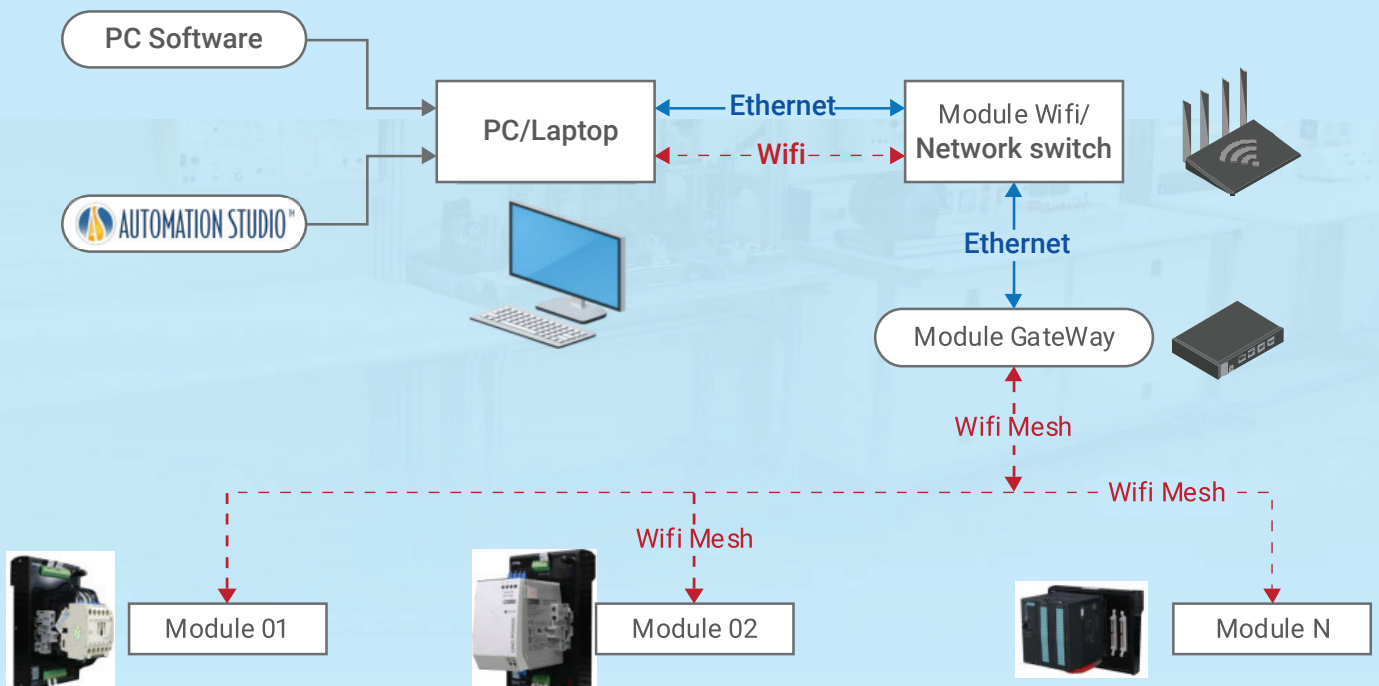 PC Software
PC/Laptop
Ethernet
Wifi
Module Wifi/
Network switch
AUTOMATION STUDIO™
Ethernet
Module GateWay
Wifi Mesh
Wifi Mesh
Wifi Mesh
Module 01
Module 02
Module N